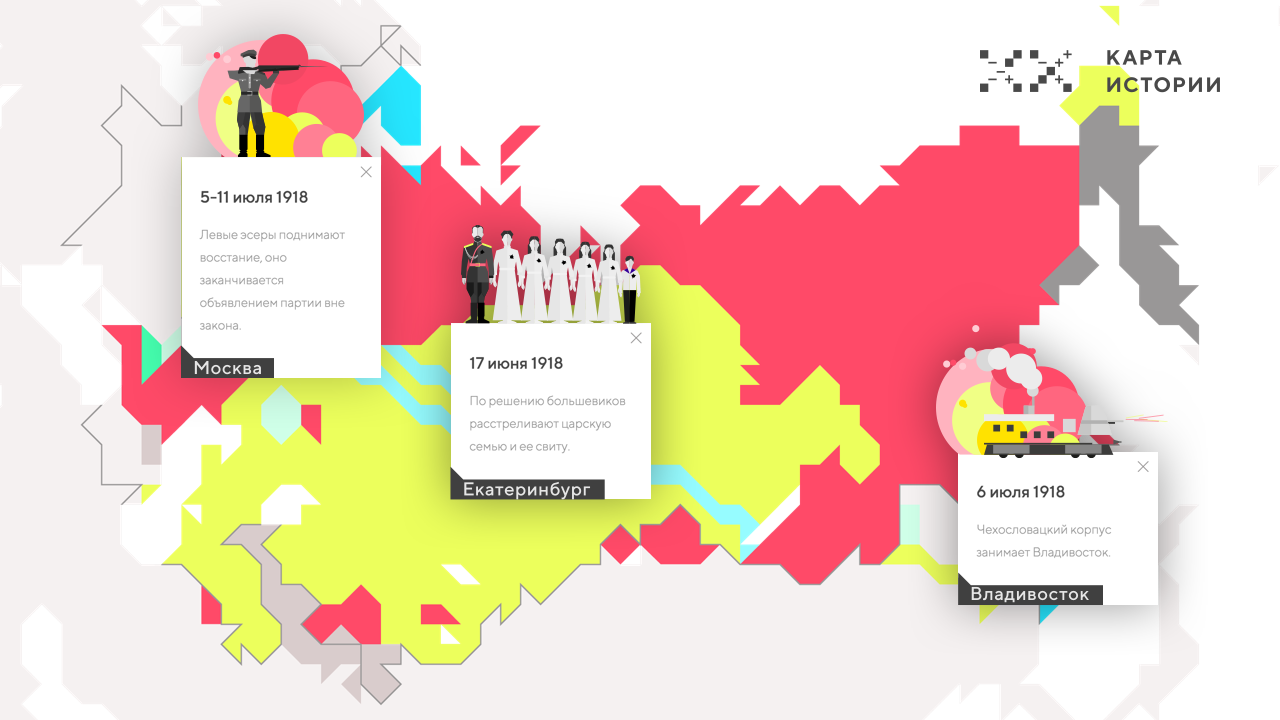 КАРТА
ИСТОРИИ
5-11 июля 1918
Левые эсеры поднимают
восстание, оно
заканчивается
объявлением партии вне
закона.
Москва
17 июня 1918
По решению большевиков
расстреливают царскую
семью и ее свиту.
Екатеринбург
6 июля 1918
Чехословацкий корпус
занимает Владивосток.
Владивосток